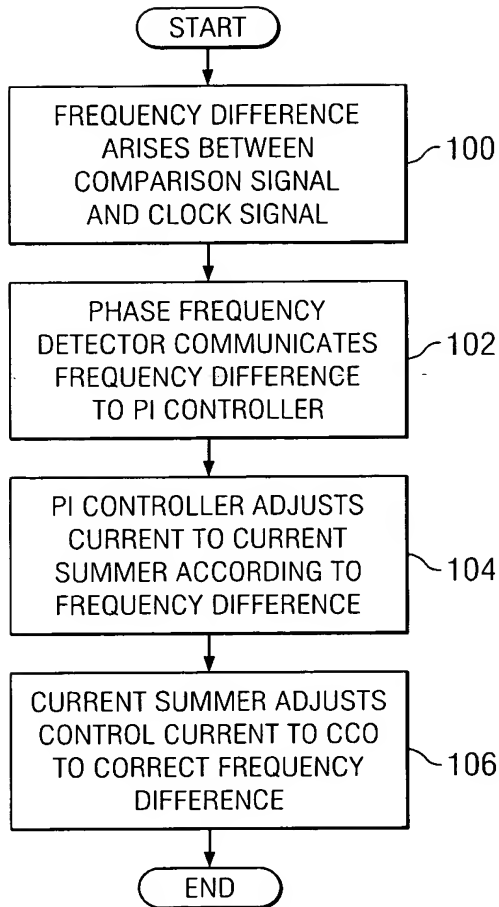 START
FREQUENCY DIFFERENCE
ARISES BETWEEN
COMPARISON SIGNAL
AND CLOCK SIGNAL
100
PHASE FREQUENCY
DETECTOR COMMUNICATES
FREQUENCY DIFFERENCE
TO PI CONTROLLER
102
PI CONTROLLER ADJUSTS
CURRENT TO CURRENT
SUMMER ACCORDING TO
FREQUENCY DIFFERENCE
104
CURRENT SUMMER ADJUSTS
CONTROL CURRENT TO CCO
TO CORRECT FREQUENCY
DIFFERENCE
106
END